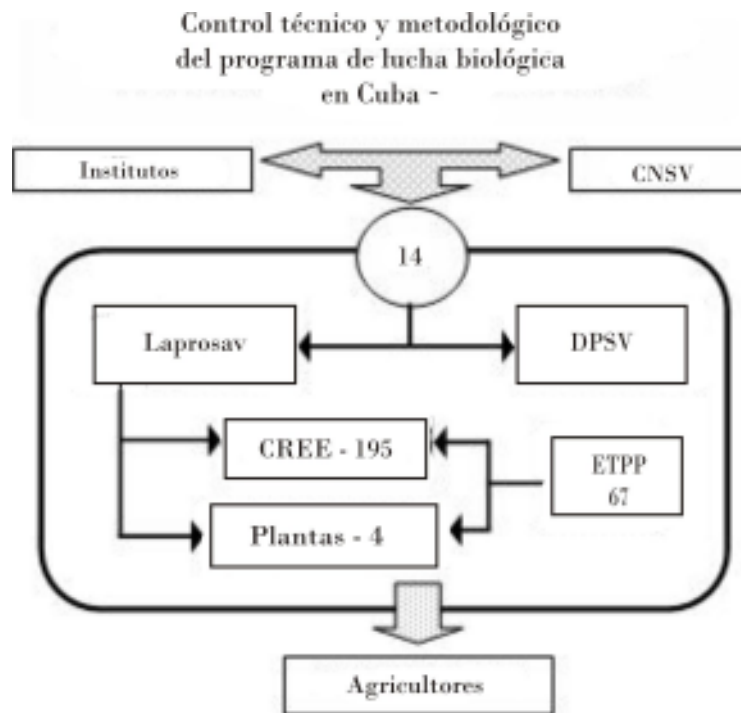 Control técnico y metodológico
del programa de lucha biológica
en Cuba -
Institutos
CNSV
14
Laprosav
DPSV
CREE - 195
ETPP
67
Plantas - 4
Agricultores